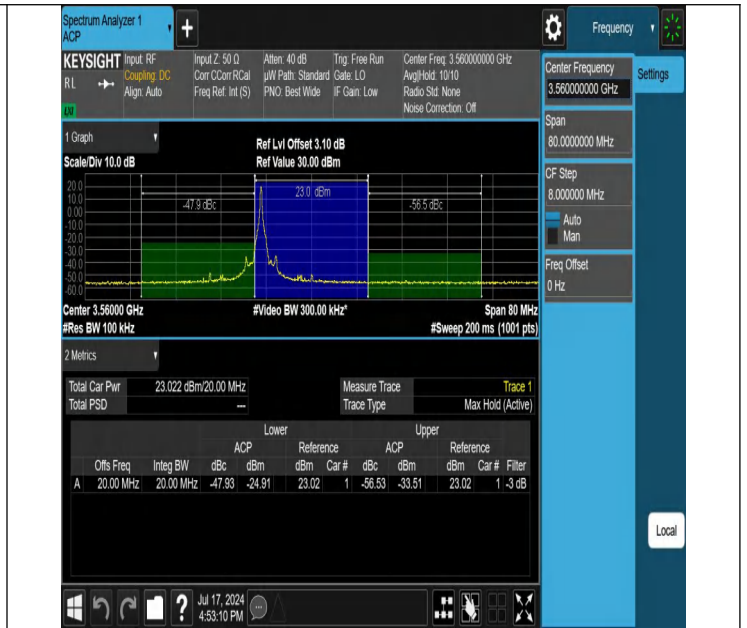 Spectrum Analyzer 1
ACP
Frequency
KEYSIGHT Input: RF Input Z: 50 Ω Atten: 40 dB Trig: Free Run Center Freq: 3.560000000 GHz
RL Coupling: DC Corr CCorr RCal µW Path: Standard Gate: LO Avg|Hold: 10/10
Align: Auto Freq Ref: Int (S) PNO: Best Wide IF Gain: Low Radio Std: None
Noise Correction: Off
Center Frequency
3.560000000 GHz
Settings
Span
80.0000000 MHz
CF Step
8.000000 MHz
Auto
Man
Freq Offset
0 Hz
1 Graph
Ref Lvl Offset 3.10 dB
Scale/Div 10.0 dB Ref Value 30.00 dBm
20.0
10.0
0.00
-10.0
-20.0
-30.0
-40.0
-50.0
-60.0
-47.9 dBc 23.0 dBm -56.5 dBc
Center 3.56000 GHz #Video BW 300.00 kHz* Span 80 MHz
#Res BW 100 kHz #Sweep 200 ms (1001 pts)
2 Metrics
Total Car Pwr 23.022 dBm/20.00 MHz Measure Trace Trace 1
Total PSD --- Trace Type Max Hold (Active)
Lower Upper
ACP Reference ACP Reference
Offs Freq Integ BW dBc dBm dBm Car # dBc dBm dBm Car # Filter
A 20.00 MHz 20.00 MHz -47.93 -24.91 23.02 1 -56.53 -33.51 23.02 1 -3 dB
Local
Jul 17, 2024
4:53:10 PM